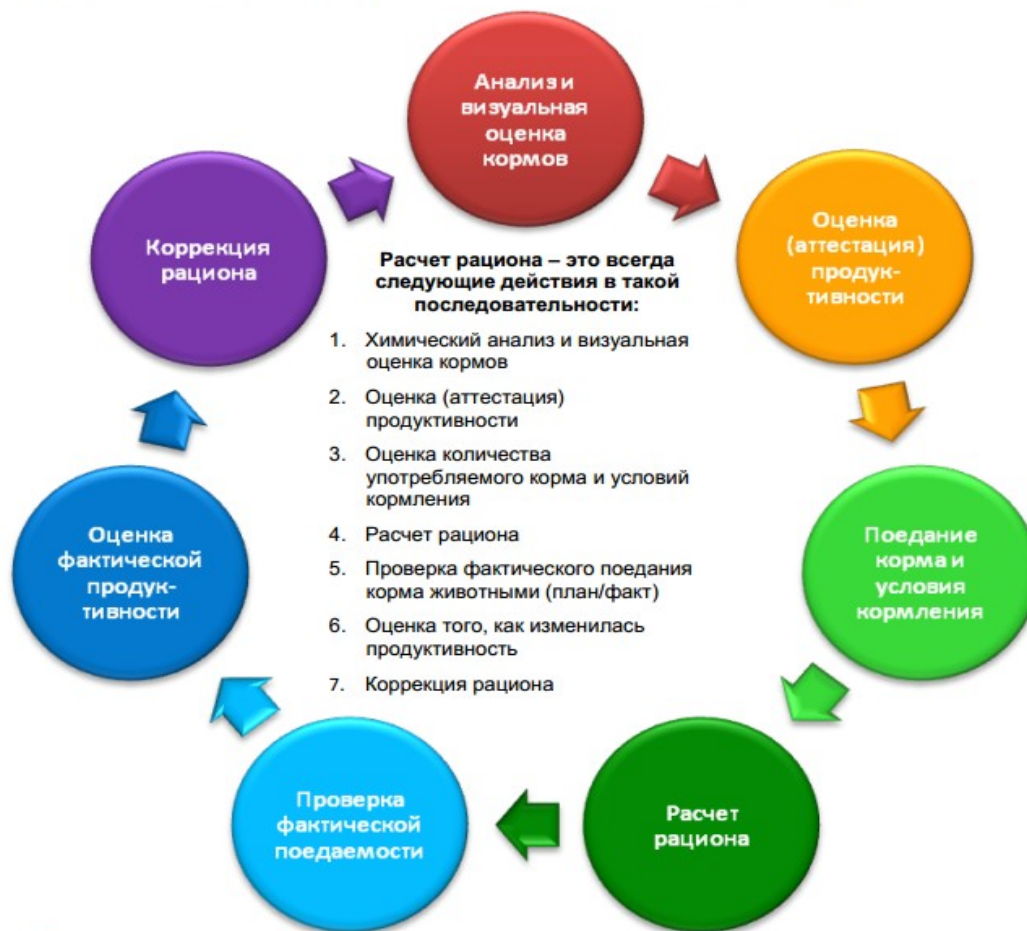 Анализ и
визуальная
оценка
кормов
Оценка
(аттестация)
продук-
тивности
Поедание
корма и
условия
кормления
Расчет
рациона
Проверка
фактической
поедаемости
Оценка
фактической
продук-
тивности
Коррекция
рациона
Расчет рациона – это всегда
следующие действия в такой
последовательности:
1. Химический анализ и визуальная
оценка кормов
2. Оценка (аттестация)
продуктивности
3. Оценка количества
употребляемого корма и условий
кормления
4. Расчет рациона
5. Проверка фактического поедания
корма животными (план/факт)
6. Оценка того, как изменилась
продуктивность
7. Коррекция рациона